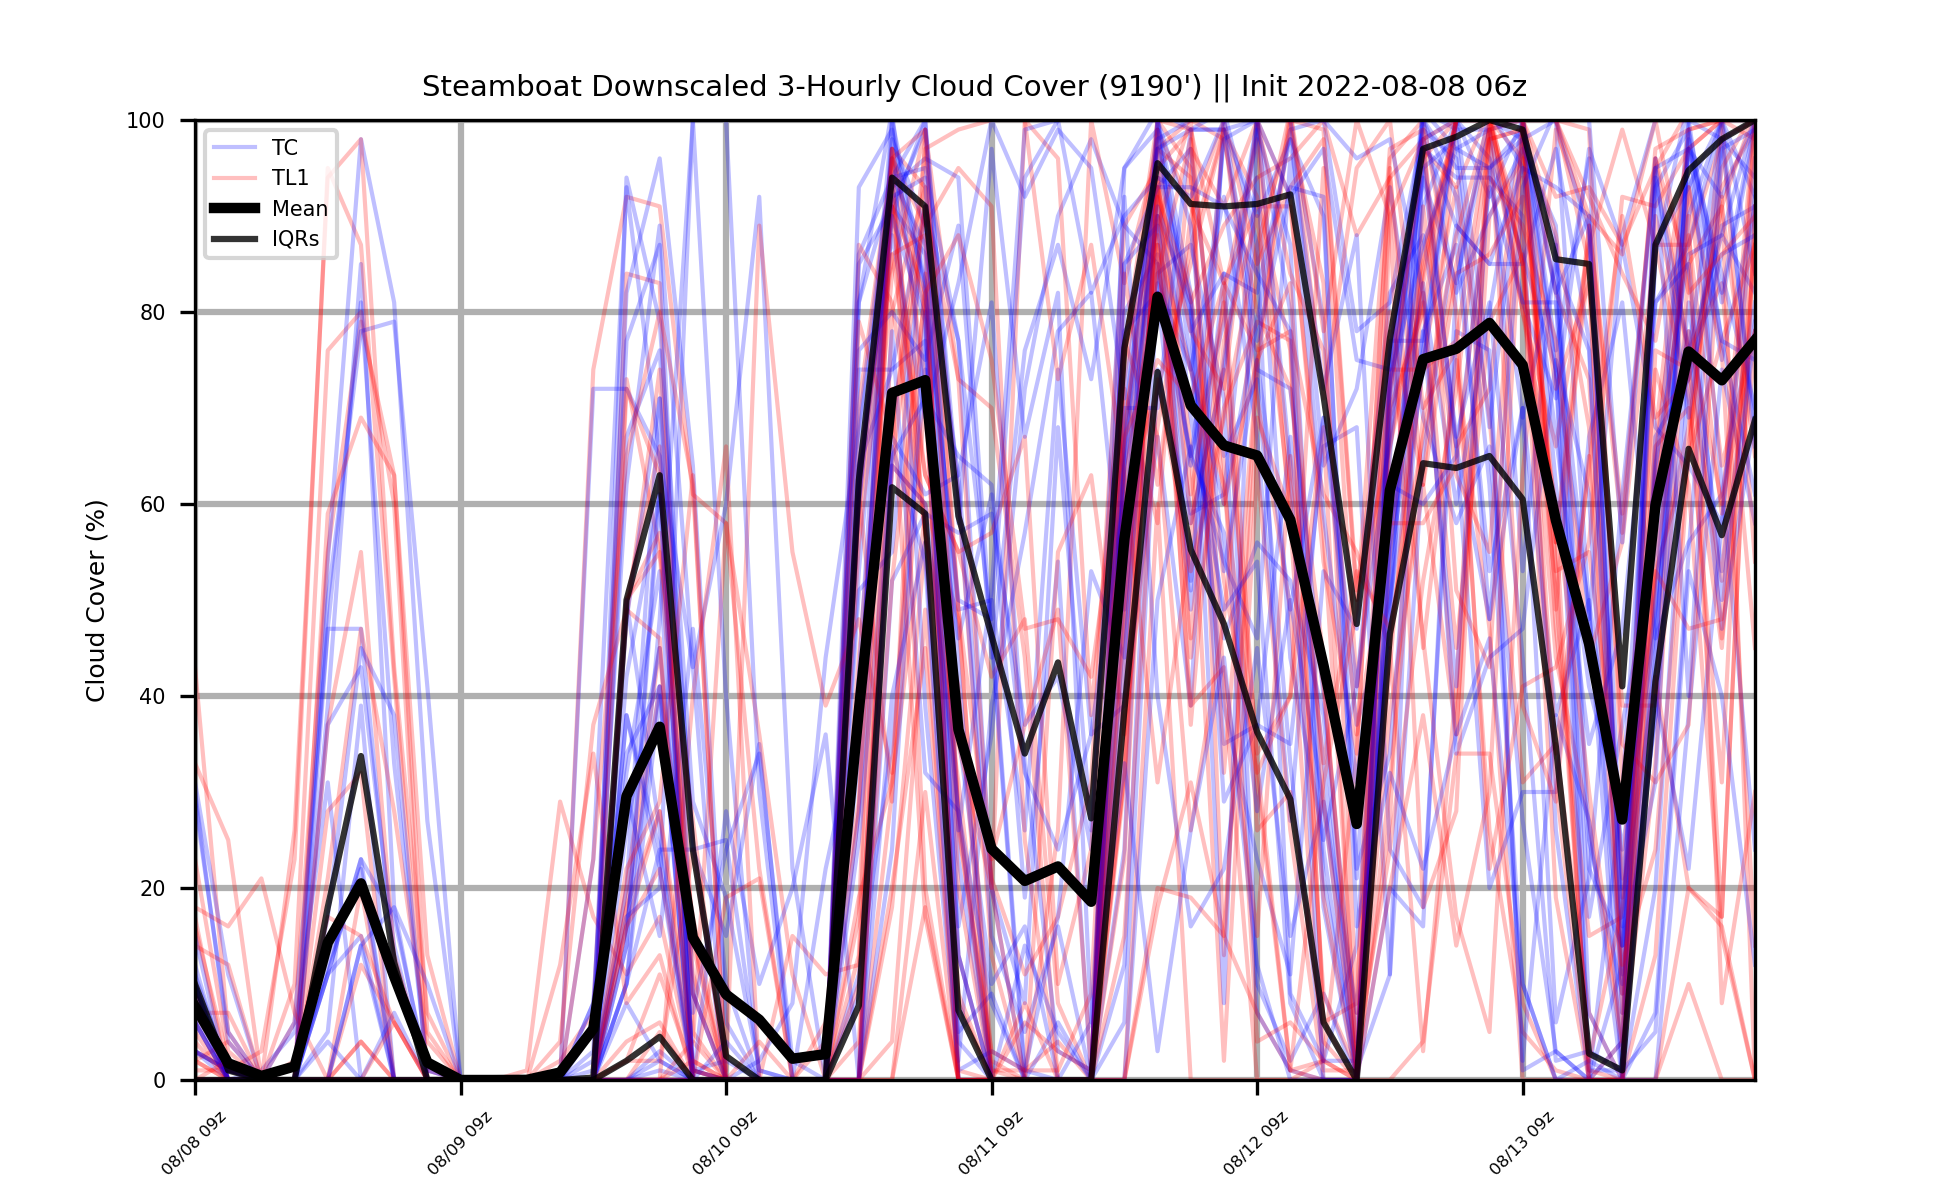 Steamboat Downscaled 3-Hourly Cloud Cover (9190') || Init 2022-08-08 06z
TC
TL1
Mean
IQRs
Cloud Cover (%)
100
80
60
40
20
0
08/08 09z
08/09 09z
08/10 09z
08/11 09z
08/12 09z
08/13 09z